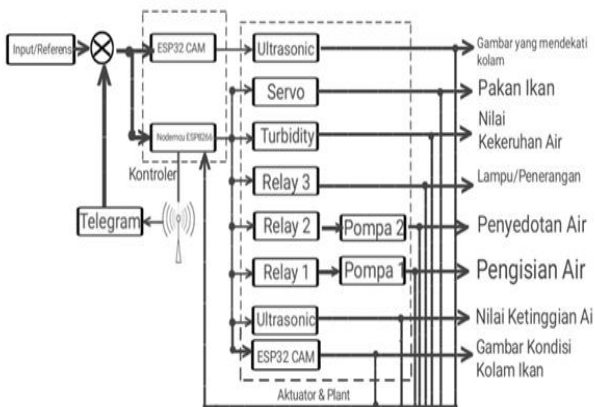 Input/Referens
ESP32 CAM
Ultrasonic
Gambar yang mendekati
kolam
Servo
Pakan Ikan
Nodemcu ESP8266
Turbidity
Nilai
Kekeruhan Air
Kontroler
Relay 3
Lampu/Penerangan
Telegram
Relay 2
Pompa 2
Penyedotan Air
Relay 1
Pompa 1
Pengisian Air
Ultrasonic
Nilai Ketinggian Ai
ESP32 CAM
Gambar Kondisi
Kolam Ikan
Aktuator & Plant